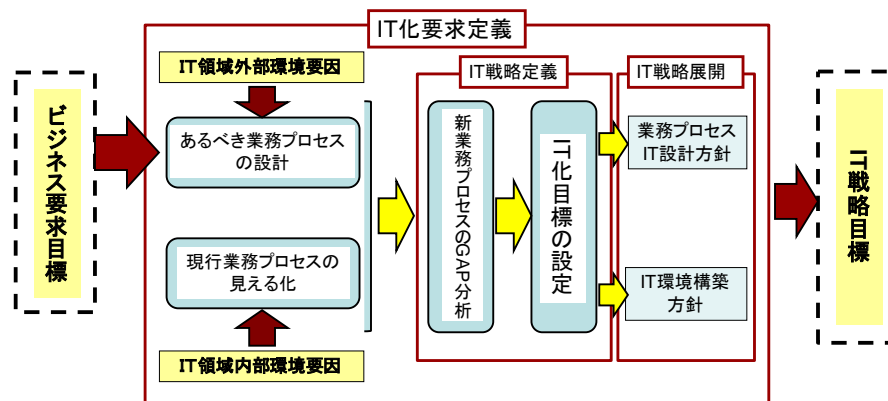 IT化要求定義
IT領域外部環境要因
IT戦略定義
IT戦略展開
ビジネス要求目標
あるべき業務プロセス
の設計
現行業務プロセスの
見える化
IT領域内部環境要因
新業務プロセスのGAP分析
IT化目標の設定
業務プロセス
IT設計方針
IT環境構築
方針
IT戦略目標